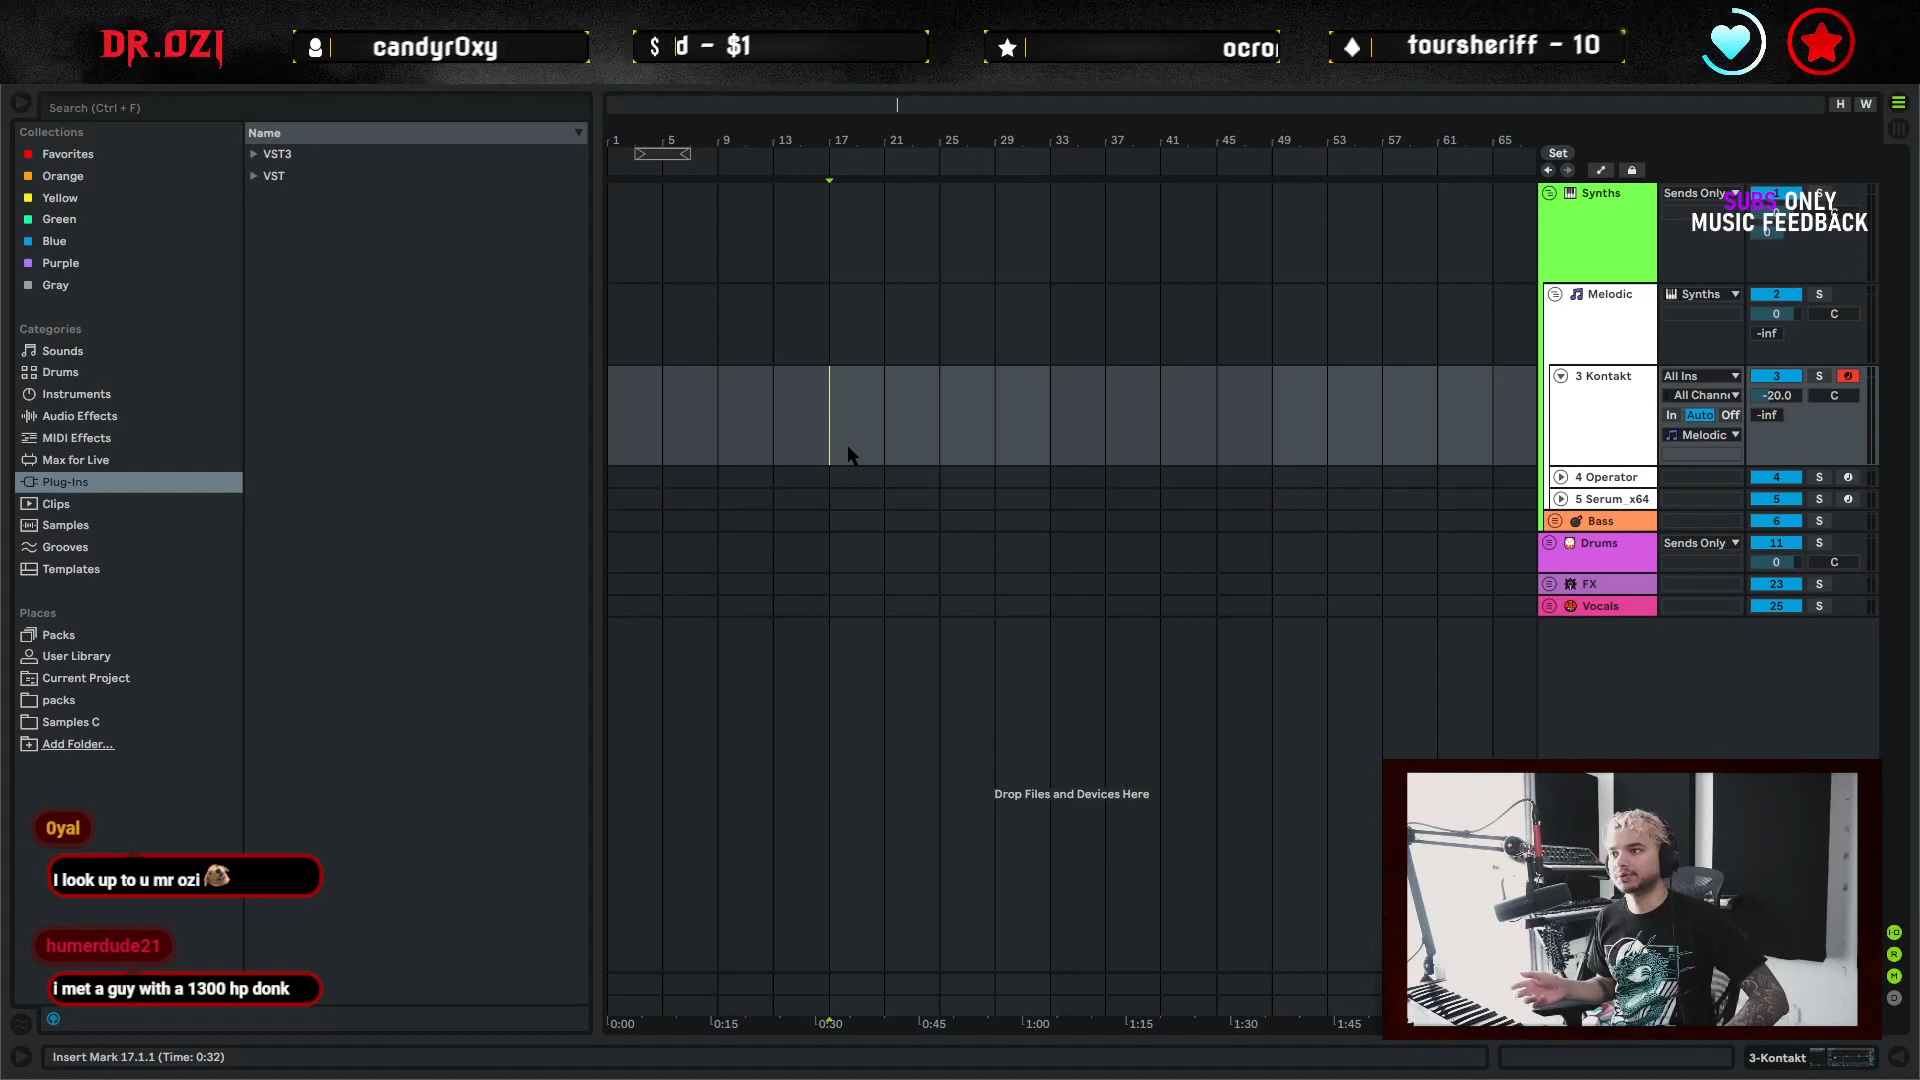 DR.OZI
candyr0xy
$ d - $1
ocro
toursheriff - 10
Search (Ctrl + F)
H W
Collections
Name
Favorites
VST3
Orange
VST
Yellow
Green
Blue
Purple
Gray
1 5 9 13 17 21 25 29 33 37 41 45 49 53 57 61 65
Set
Synths
Sends Only
1 S
SUBS ONLY
MUSIC FEEDBACK
0 C
0
Melodic
Synths
2 S
0 C
-inf
3 Kontakt
All Ins
3 S
All Chann
-20.0 C
In Auto Off
-inf
Melodic
4 Operator
4 S
5 Serum_x64
5 S
Bass
6 S
Drums
Sends Only
11 S
0 C
FX
23 S
Vocals
25 S
Categories
Sounds
Drums
Instruments
Audio Effects
MIDI Effects
Max for Live
Plug-Ins
Clips
Samples
Grooves
Templates
Places
Packs
User Library
Current Project
packs
Samples C
Add Folder...
Drop Files and Devices Here
0yal
I look up to u mr ozi
humerdude21
i met a guy with a 1300 hp donk
I·O
R
M
D
0:00 0:15 0:30 0:45 1:00 1:15 1:30 1:45
Insert Mark 17.1.1 (Time: 0:32)
3-Kontakt